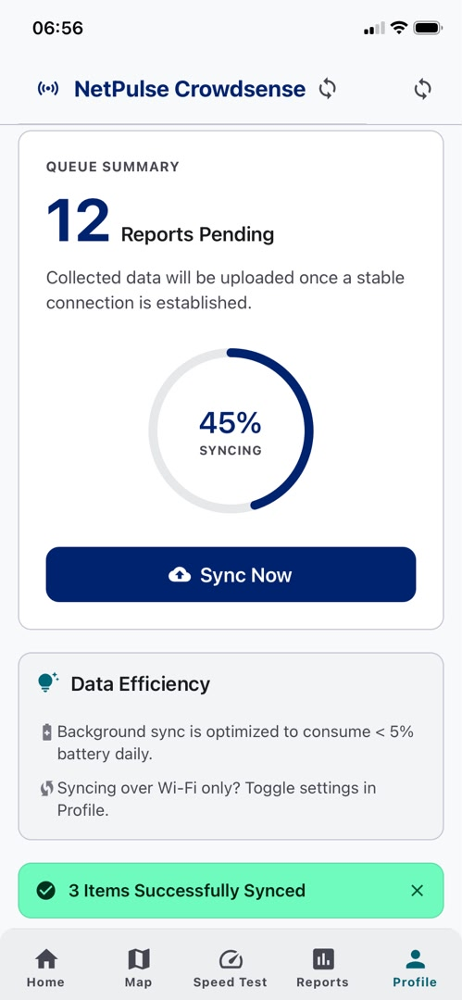 06:56
NetPulse Crowdsense
QUEUE SUMMARY
12 Reports Pending
Collected data will be uploaded once a stable
connection is established.
45%
SYNCING
Sync Now
Data Efficiency
Background sync is optimized to consume < 5%
battery daily.
Syncing over Wi-Fi only? Toggle settings in
Profile.
3 Items Successfully Synced
Home Map Speed Test Reports Profile